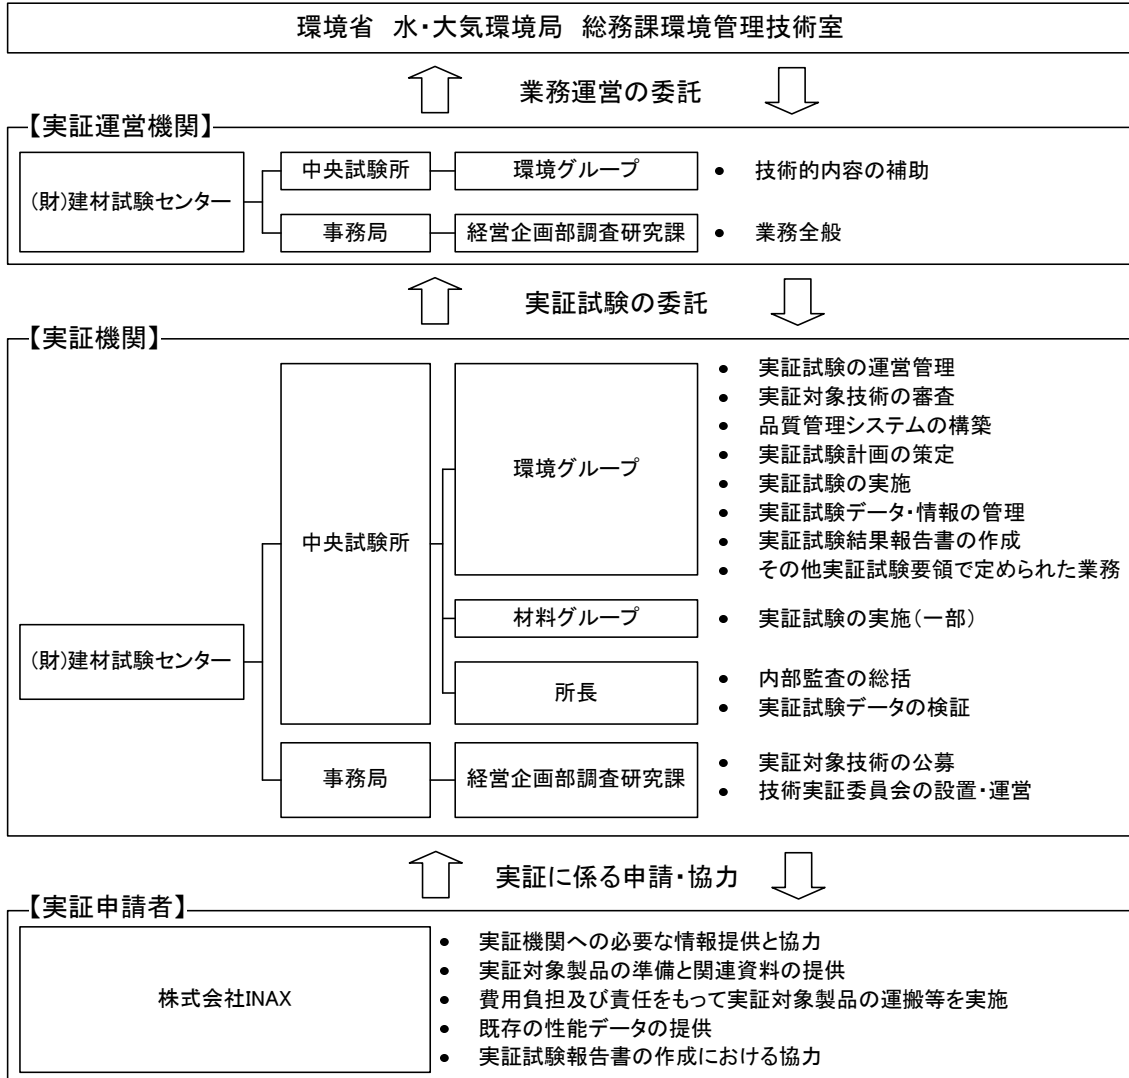 環境省 水・大気環境局 総務課環境管理技術室
業務運営の委託
【実証運営機関】
(財)建材試験センター
中央試験所
環境グループ
• 技術的内容の補助
事務局
経営企画部調査研究課
• 業務全般
実証試験の委託
【実証機関】
(財)建材試験センター
中央試験所
環境グループ
• 実証試験の運営管理
• 実証対象技術の審査
• 品質管理システムの構築
• 実証試験計画の策定
• 実証試験の実施
• 実証試験データ・情報の管理
• 実証試験結果報告書の作成
• その他実証試験要領で定められた業務
材料グループ
• 実証試験の実施(一部)
所長
• 内部監査の総括
• 実証試験データの検証
事務局
経営企画部調査研究課
• 実証対象技術の公募
• 技術実証委員会の設置・運営
実証に係る申請・協力
【実証申請者】
株式会社INAX
• 実証機関への必要な情報提供と協力
• 実証対象製品の準備と関連資料の提供
• 費用負担及び責任をもって実証対象製品の運搬等を実施
• 既存の性能データの提供
• 実証試験報告書の作成における協力